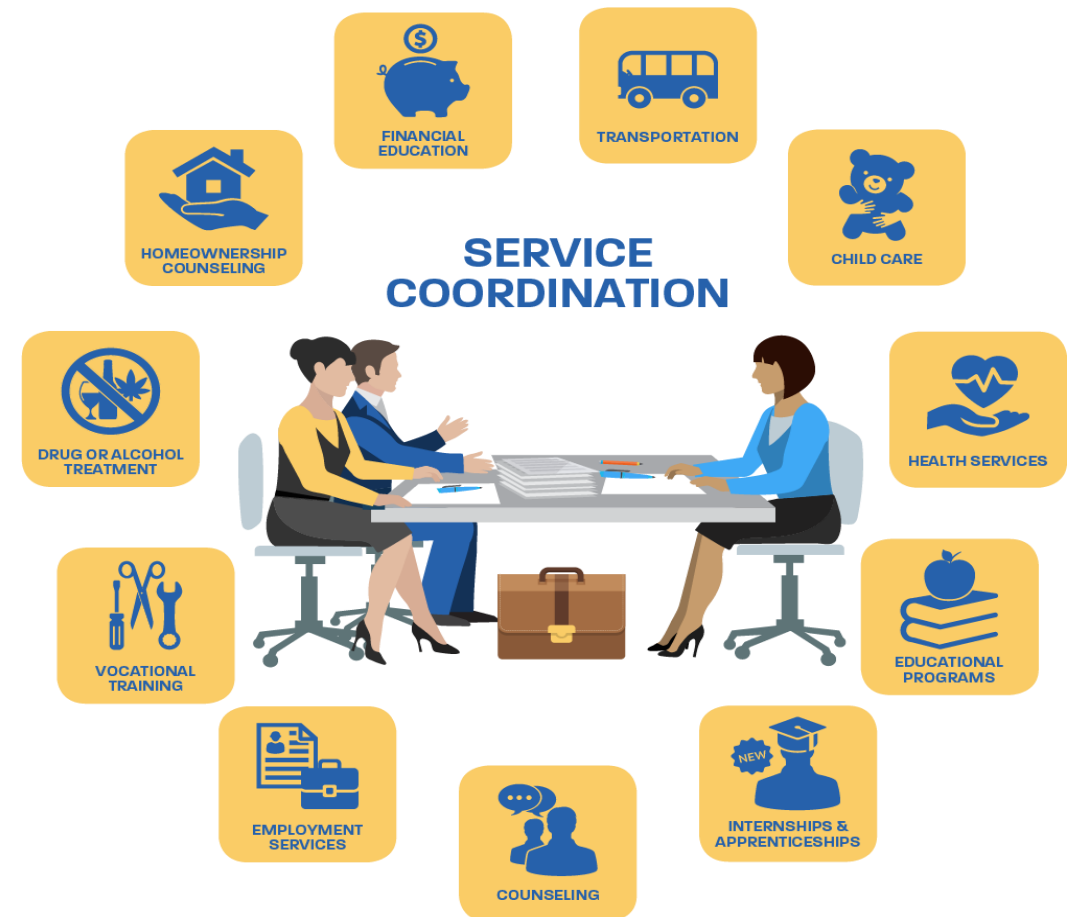 $
FINANCIAL
EDUCATION
TRANSPORTATION
HOMEOWNERSHIP
COUNSELING
CHILD CARE
SERVICE
COORDINATION
DRUG OR ALCOHOL
TREATMENT
HEALTH SERVICES
VOCATIONAL
TRAINING
EDUCATIONAL
PROGRAMS
EMPLOYMENT
SERVICES
COUNSELING
NEW
INTERNSHIPS &
APPRENTICESHIPS